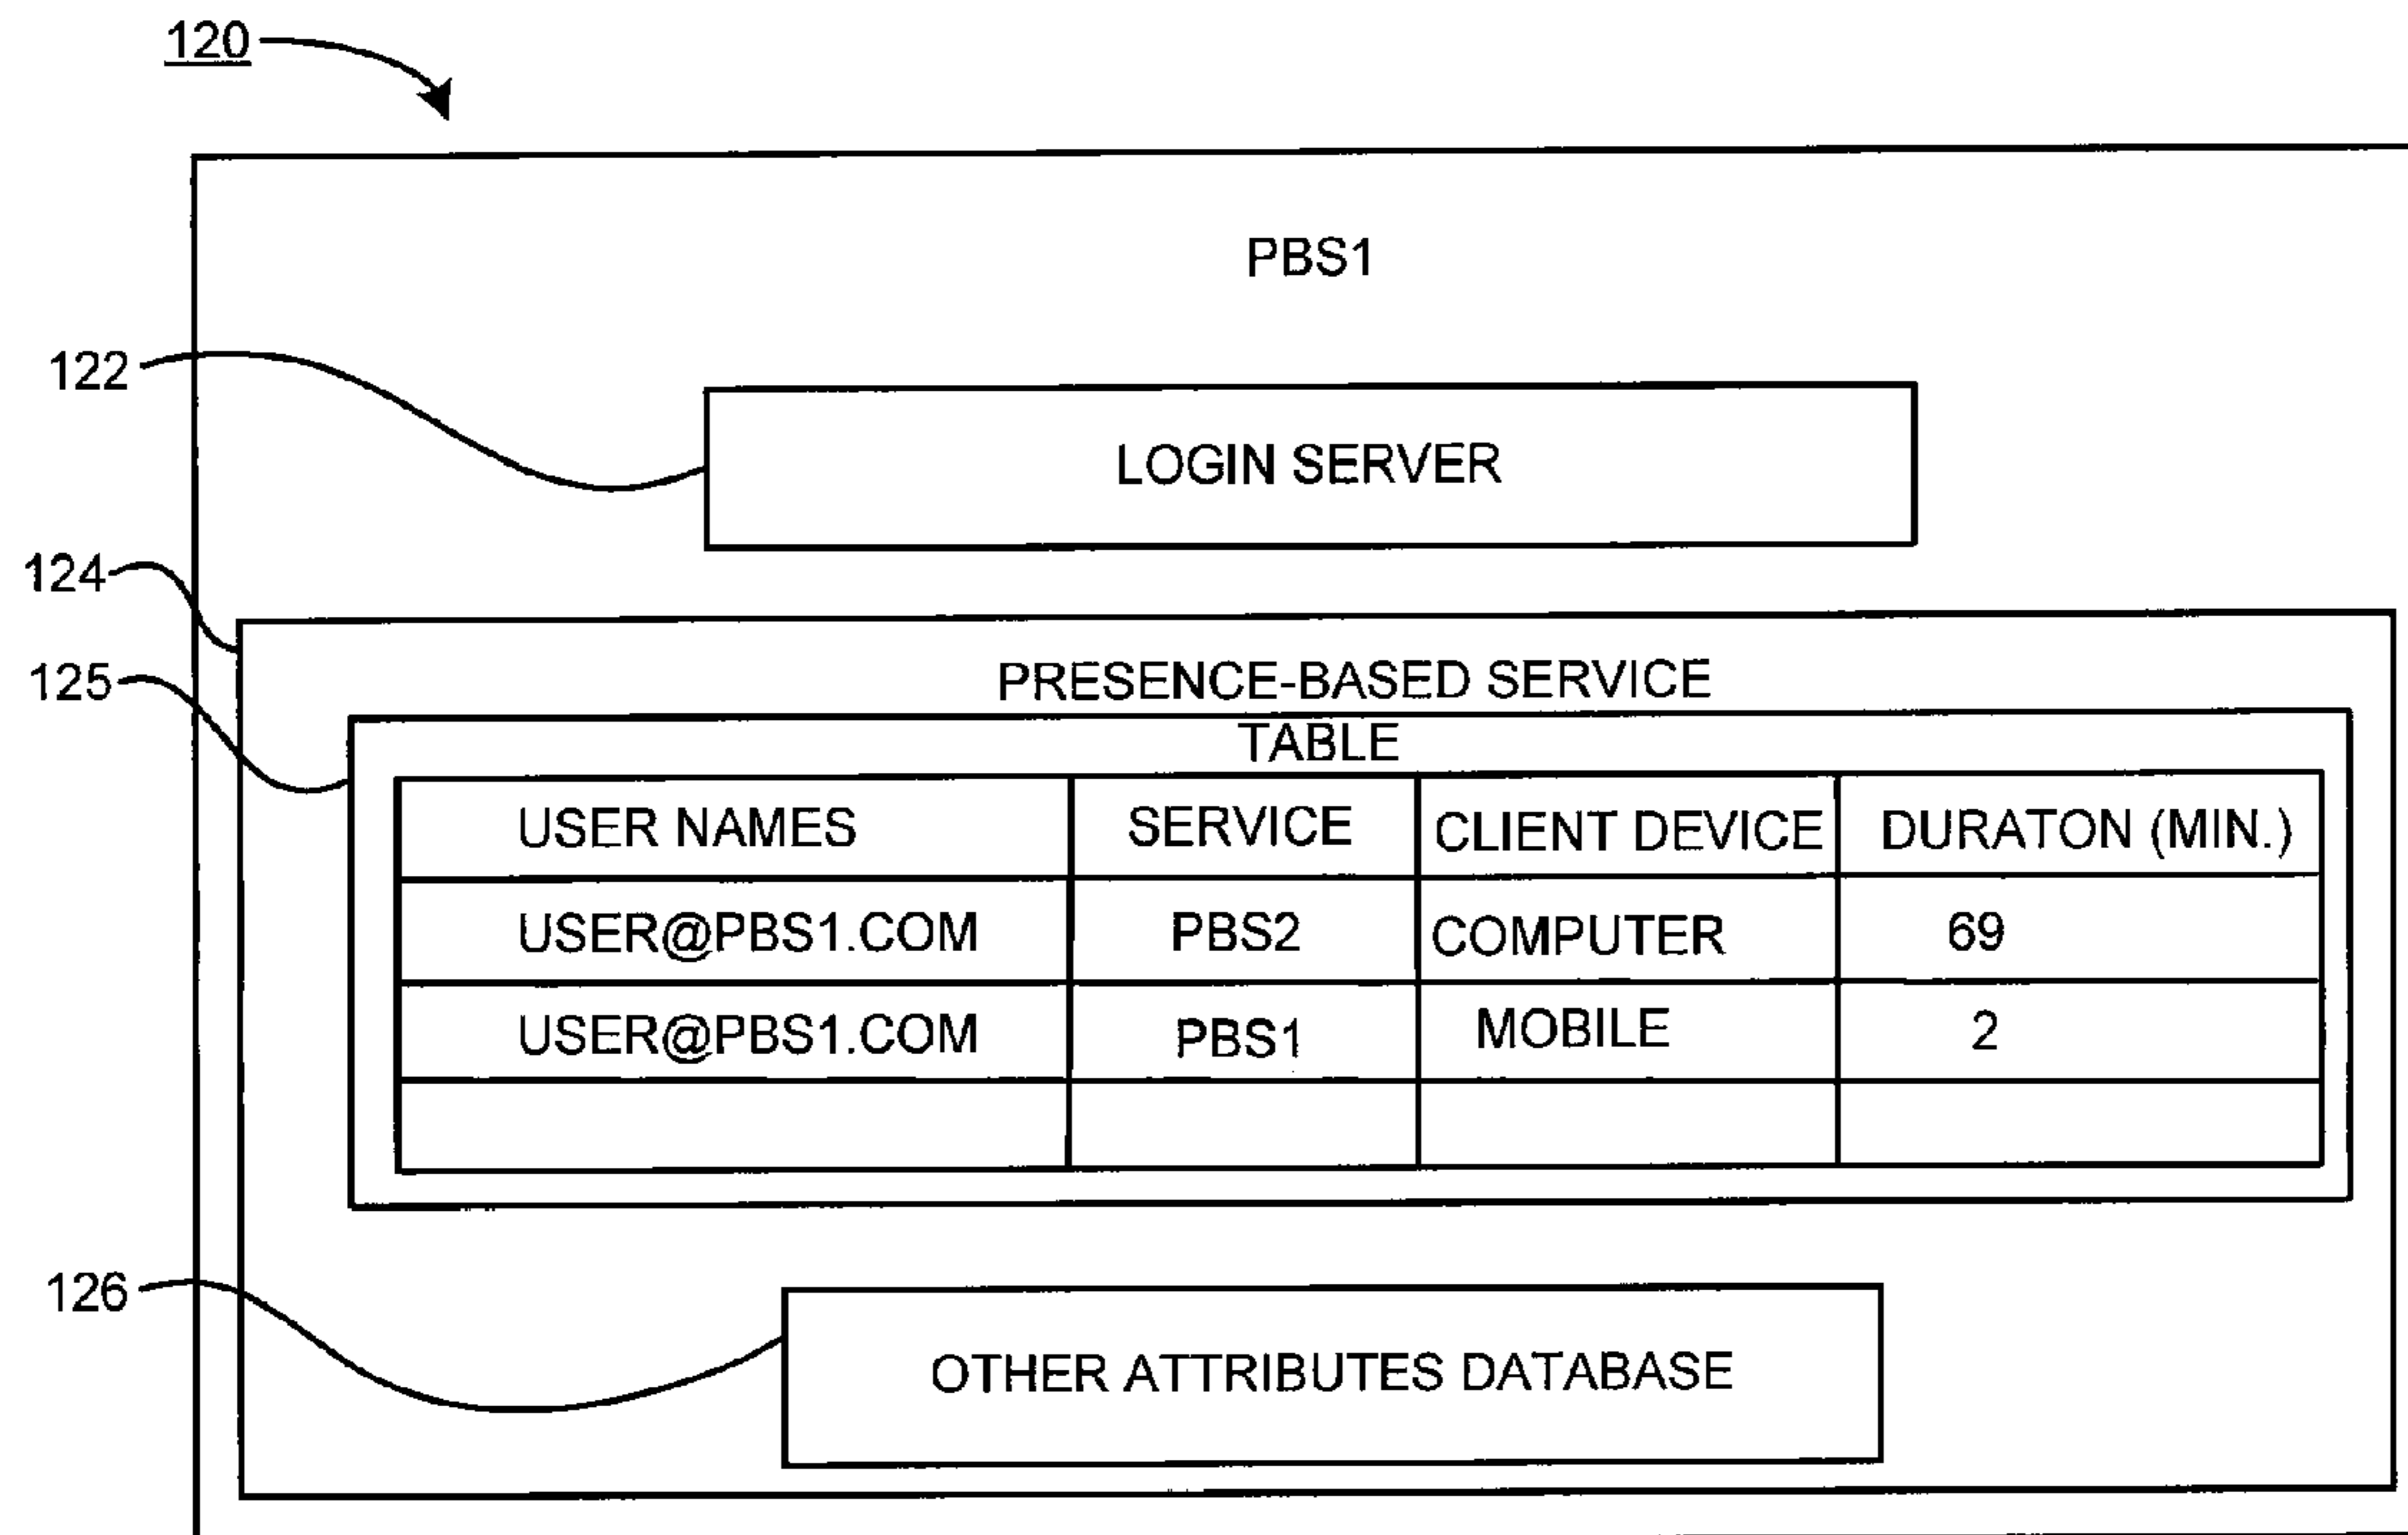 120
PBS1
122
LOGIN SERVER
124
PRESENCE-BASED SERVICE
125
TABLE
USER NAMES SERVICE CLIENT DEVICE DURATON (MIN.)
USER@PBS1.COM PBS2 COMPUTER 69
USER@PBS1.COM PBS1 MOBILE 2
126
OTHER ATTRIBUTES DATABASE